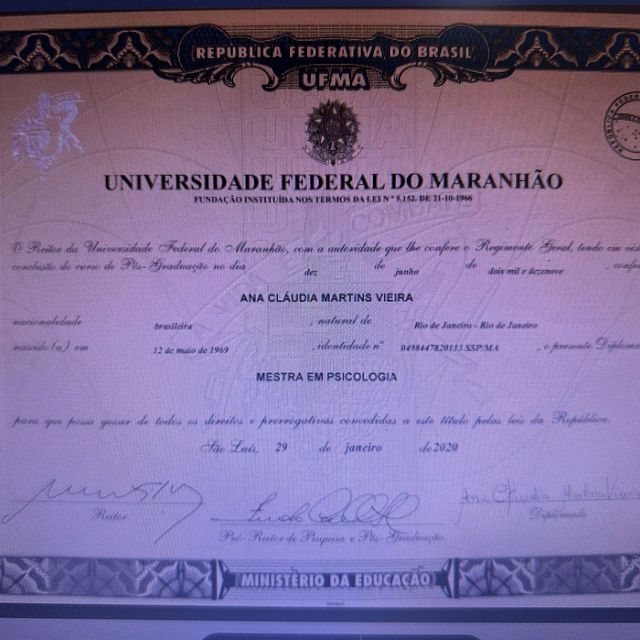 REPÚBLICA FEDERATIVA DO BRASIL
UFMA
UNIVERSIDADE FEDERAL DO MARANHÃO
FUNDAÇÃO INSTITUÍDA NOS TERMOS DA LEI Nº 5.152, DE 21-10-1966
O Reitor da Universidade Federal do Maranhão, com a autoridade que lhe confere o Regimento Geral, tendo em vis
conclusão do curso de Pós-Graduação no dia dez de junho de dois mil e dezenove , confe
ANA CLÁUDIA MARTINS VIEIRA
nacionalidade brasileira , natural de Rio de Janeiro - Rio de Janeiro
nascido (a) em 12 de maio de 1969 , identidade nº 0498447820133 SSP/MA , o presente Diploma
MESTRA EM PSICOLOGIA
para que possa gozar de todos os direitos e prerrogativas concedidas a este título pelas leis da República.
São Luís, 29 de janeiro de 2020
Ana Cláudia Martins Vieira
Reitor
Diplomado
Pró-Reitor de Pesquisa e Pós-Graduação
MINISTÉRIO DA EDUCAÇÃO